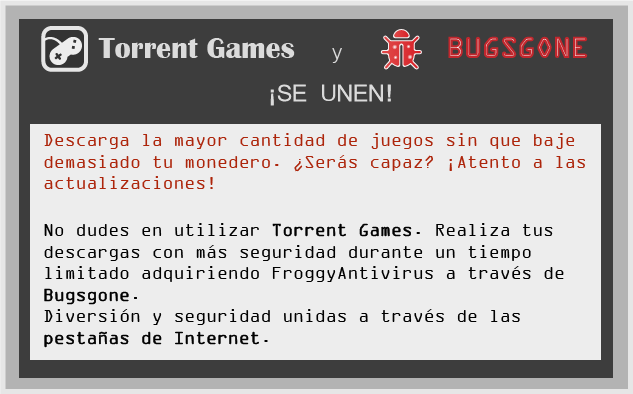 Torrent Games y BUGSGONE
¡SE UNEN!
Descarga la mayor cantidad de juegos sin que baje
demasiado tu monedero. ¿Serás capaz? ¡Atento a las
actualizaciones!
No dudes en utilizar Torrent Games. Realiza tus
descargas con más seguridad durante un tiempo
limitado adquiriendo FroggyAntivirus a través de
Bugsgone.
Diversión y seguridad unidas a través de las
pestañas de Internet.